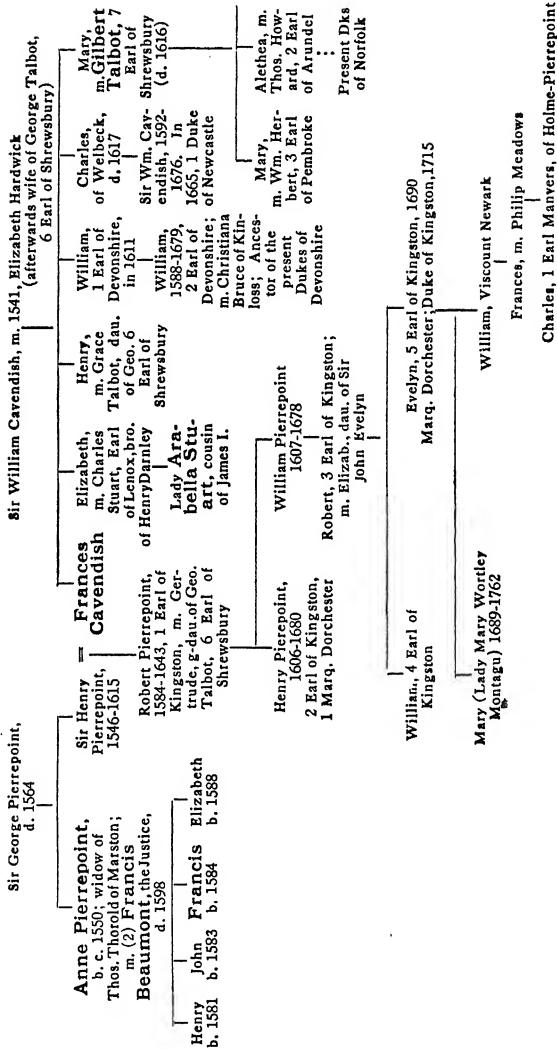 Sir George Pierrepoint,
d. 1564
Sir William Cavendish, m. 1541, Elizabeth Hardwick
(afterwards wife of George Talbot,
6 Earl of Shrewsbury)
Anne Pierrepoint,
b. c. 1550; widow of
Thos. Thorold of Marston;
m. (2) Francis
Beaumont, the Justice,
d. 1598
Sir Henry
Pierrepoint,
1546-1615
=
Frances
Cavendish
Elizabeth,
m. Charles
Stuart, Earl
of Lenox, bro.
of Henry Darnley
Henry,
m. Grace
Talbot, dau.
of Geo. 6
Earl of
Shrewsbury
William,
1 Earl of
Devonshire,
in 1611
Charles,
of Welbeck,
d. 1617
Mary,
m. Gilbert
Talbot, 7
Earl of
Shrewsbury
(d. 1616)
Henry
b. 1581
John
b. 1583
Francis
b. 1584
Elizabeth
b. 1588
Robert Pierrepoint,
1584-1643, 1 Earl of
Kingston, m. Ger-
trude, g-dau. of Geo.
Talbot, 6 Earl of
Shrewsbury
Lady Ara-
bella Stu-
art, cousin
of James I.
William,
1588-1679,
2 Earl of
Devonshire;
m. Christiana
Bruce of Kin-
loss; Ances-
tor of the
present
Dukes of
Devonshire
Sir Wm. Cav-
endish, 1592-
1676. In
1665, 1 Duke
of Newcastle
Mary,
m. Wm. Her-
bert, 3 Earl
of Pembroke
Alethea, m.
Thos. How-
ard, 2 Earl
of Arundel
Present Dks
of Norfolk
Henry Pierepoint,
1606-1680
2 Earl of Kingston,
1 Marq. Dorchester
William Pierrepoint
1607-1678
Robert, 3 Earl of Kingston;
m. Elizab., dau. of Sir
John Evelyn
William, 4 Earl of
Kingston
Evelyn, 5 Earl of Kingston, 1690
Marq. Dorchester; Duke of Kingston, 1715
Mary (Lady Mary Wortley
Montagu) 1689-1762
William, Viscount Newark
Frances, m. Philip Meadows
Charles, 1 Earl Manvers, of Holme-Pierrepoint